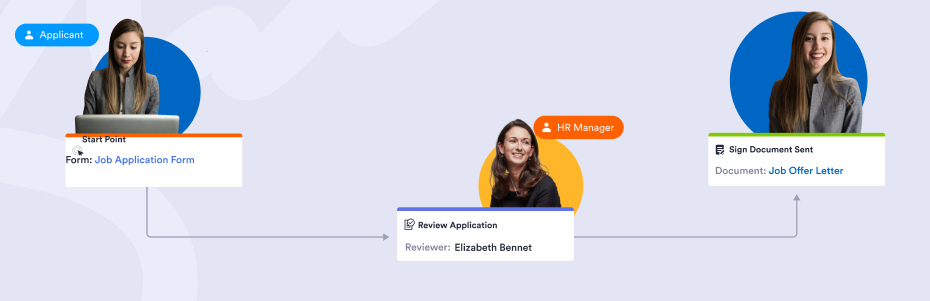 Applicant
Start Point
Form: Job Application Form
HR Manager
Review Application
Reviewer: Elizabeth Bennet
Sign Document Sent
Document: Job Offer Letter